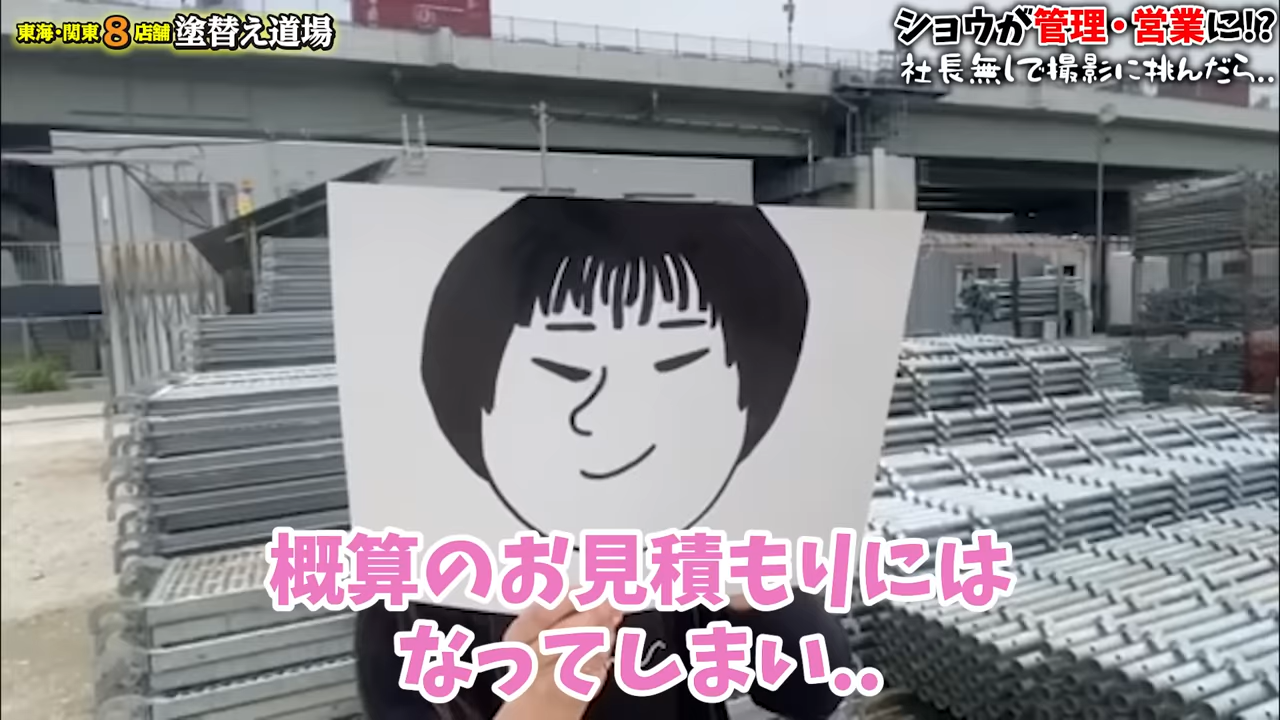 東海・関東8店舗塗替え道場
ショウが管理・営業に!?
社長無しで撮影に挑んだら..
概算のお見積もりには
なってしまい..